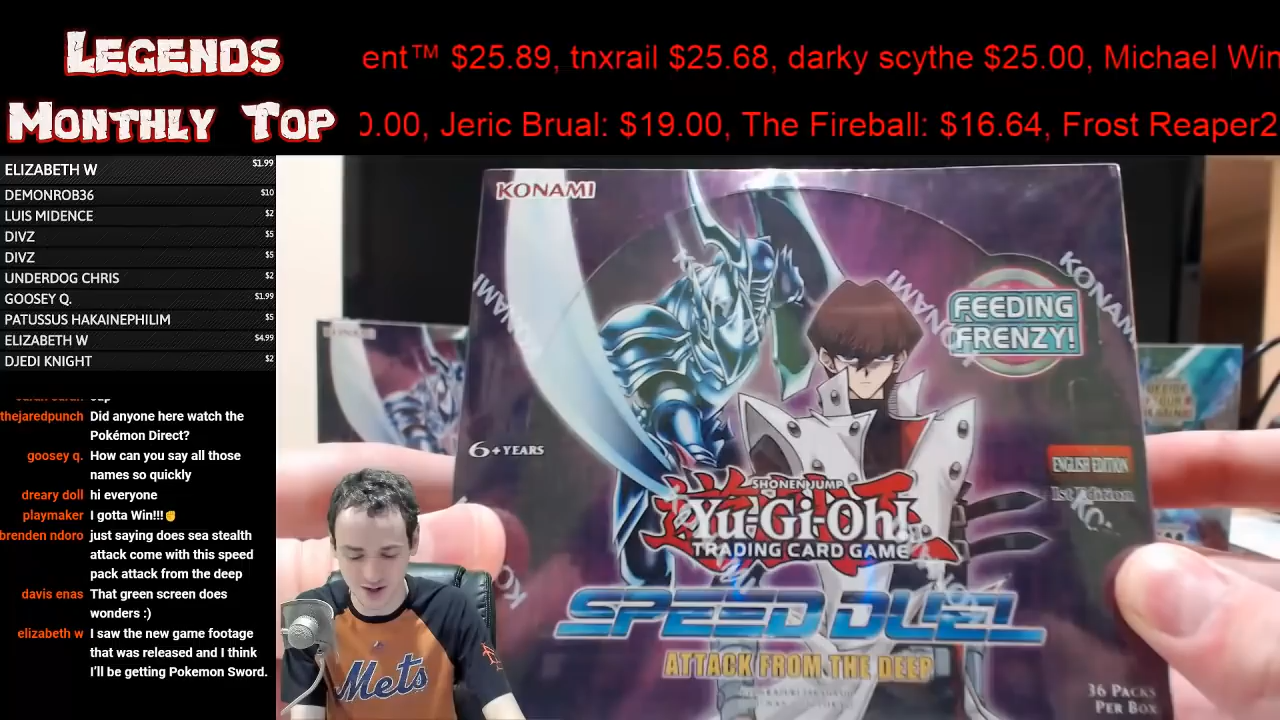 LEGENDS
ent™ $25.89, tnxrail $25.68, darky scythe $25.00, Michael Win
MONTHLY TOP
0.00, Jeric Brual: $19.00, The Fireball: $16.64, Frost Reaper2
ELIZABETH W $1.99
DEMONROB36 $10
LUIS MIDENCE $2
DIVZ $5
DIVZ $5
UNDERDOG CHRIS $2
GOOSEY Q. $1.99
PATUSSUS HAKAINEPHILIM $5
ELIZABETH W $4.99
DJEDI KNIGHT $2
thejaredpunch Did anyone here watch the
Pokémon Direct?
goosey q. How can you say all those
names so quickly
dreary doll hi everyone
playmaker I gotta Win!!!✊
brenden ndoro just saying does sea stealth
attack come with this speed
pack attack from the deep
davis enas That green screen does
wonders :)
elizabeth w I saw the new game footage
that was released and I think
I'll be getting Pokemon Sword.
KONAMI
KONAMI
KONAMI
KONAMI
FEEDING
FRENZY!
6+YEARS
ENGLISH EDITION
1st Edition
SHONEN JUMP
Yu-Gi-Oh!
TRADING CARD GAME
SPEED DUEL
ATTACK FROM THE DEEP
36 PACKS
PER BOX
Mets